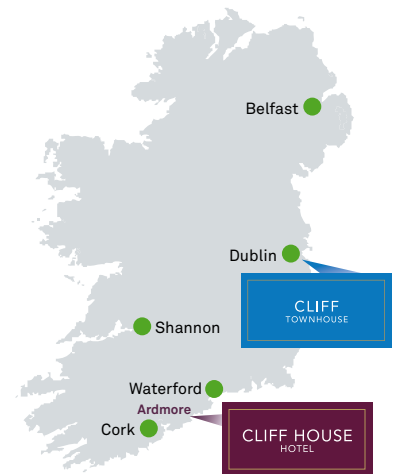 Belfast
Dublin
CLIFF
TOWNHOUSE
Shannon
Waterford
Ardmore
Cork
CLIFF HOUSE
HOTEL